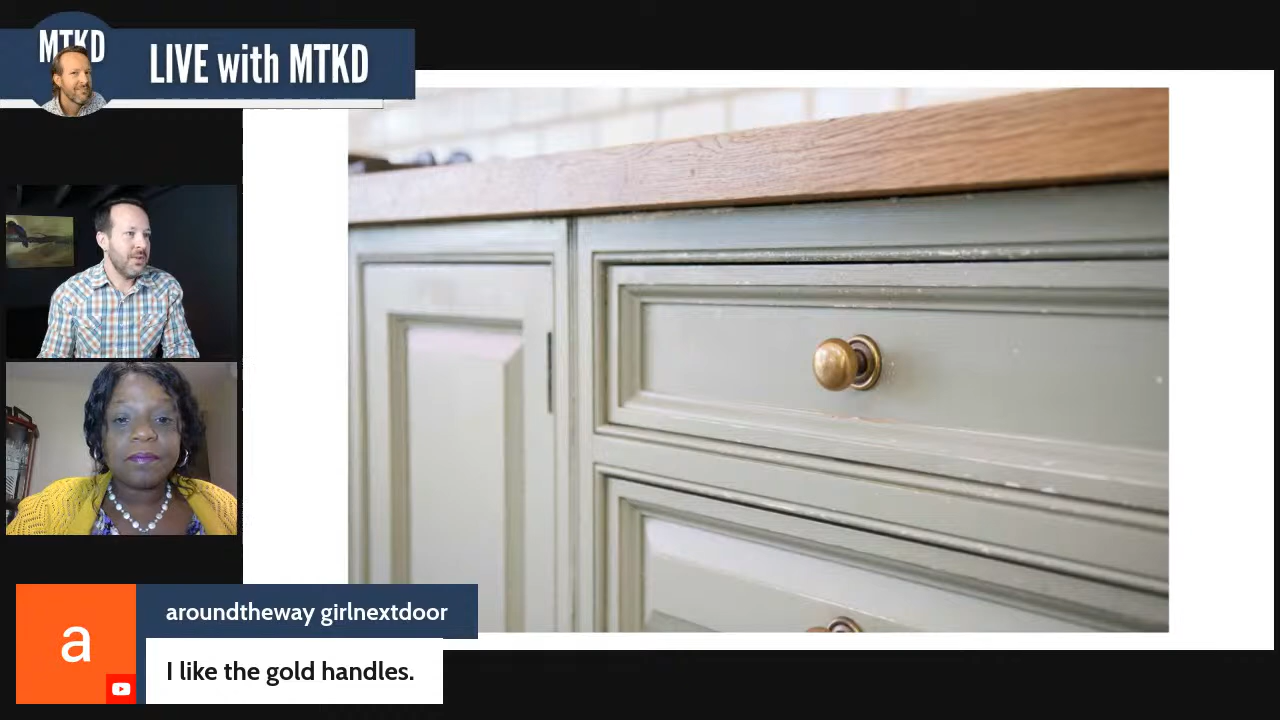 MTKD
LIVE with MTKD
aroundtheway girlnextdoor
a
I like the gold handles.